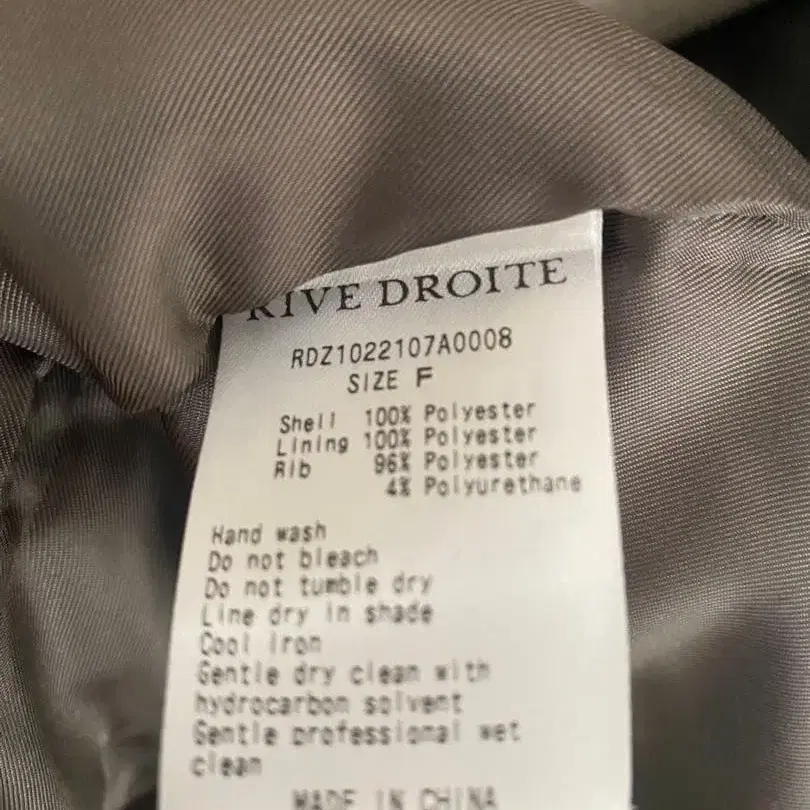 RIVE DROITE
RDZ1022107A0008
SIZE F
Shell 100% Polyester
Lining 100% Polyester
Rib 96% Polyester
4% Polyurethane
Hand wash
Do not bleach
Do not tumble dry
Line dry in shade
Cool iron
Gentle dry clean with
hydrocarbon solvent
Gentle professional wet
clean
MADE IN CHINA